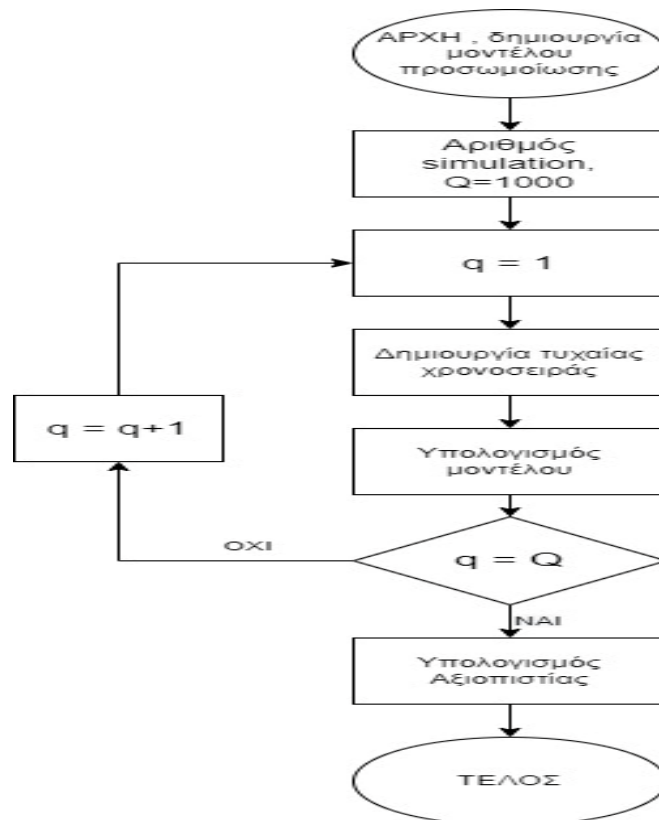 ΑΡΧΗ , δημιουργία
μοντέλου
προσωμοίωσης
Αριθμός
simulation,
Q=1000
q = 1
Δημιουργία τυχαίας
χρονοσειράς
q = q+1
Υπολογισμός
μοντέλου
ΟΧΙ
q = Q
ΝΑΙ
Υπολογισμός
Αξιοπιστίας
ΤΕΛΟΣ